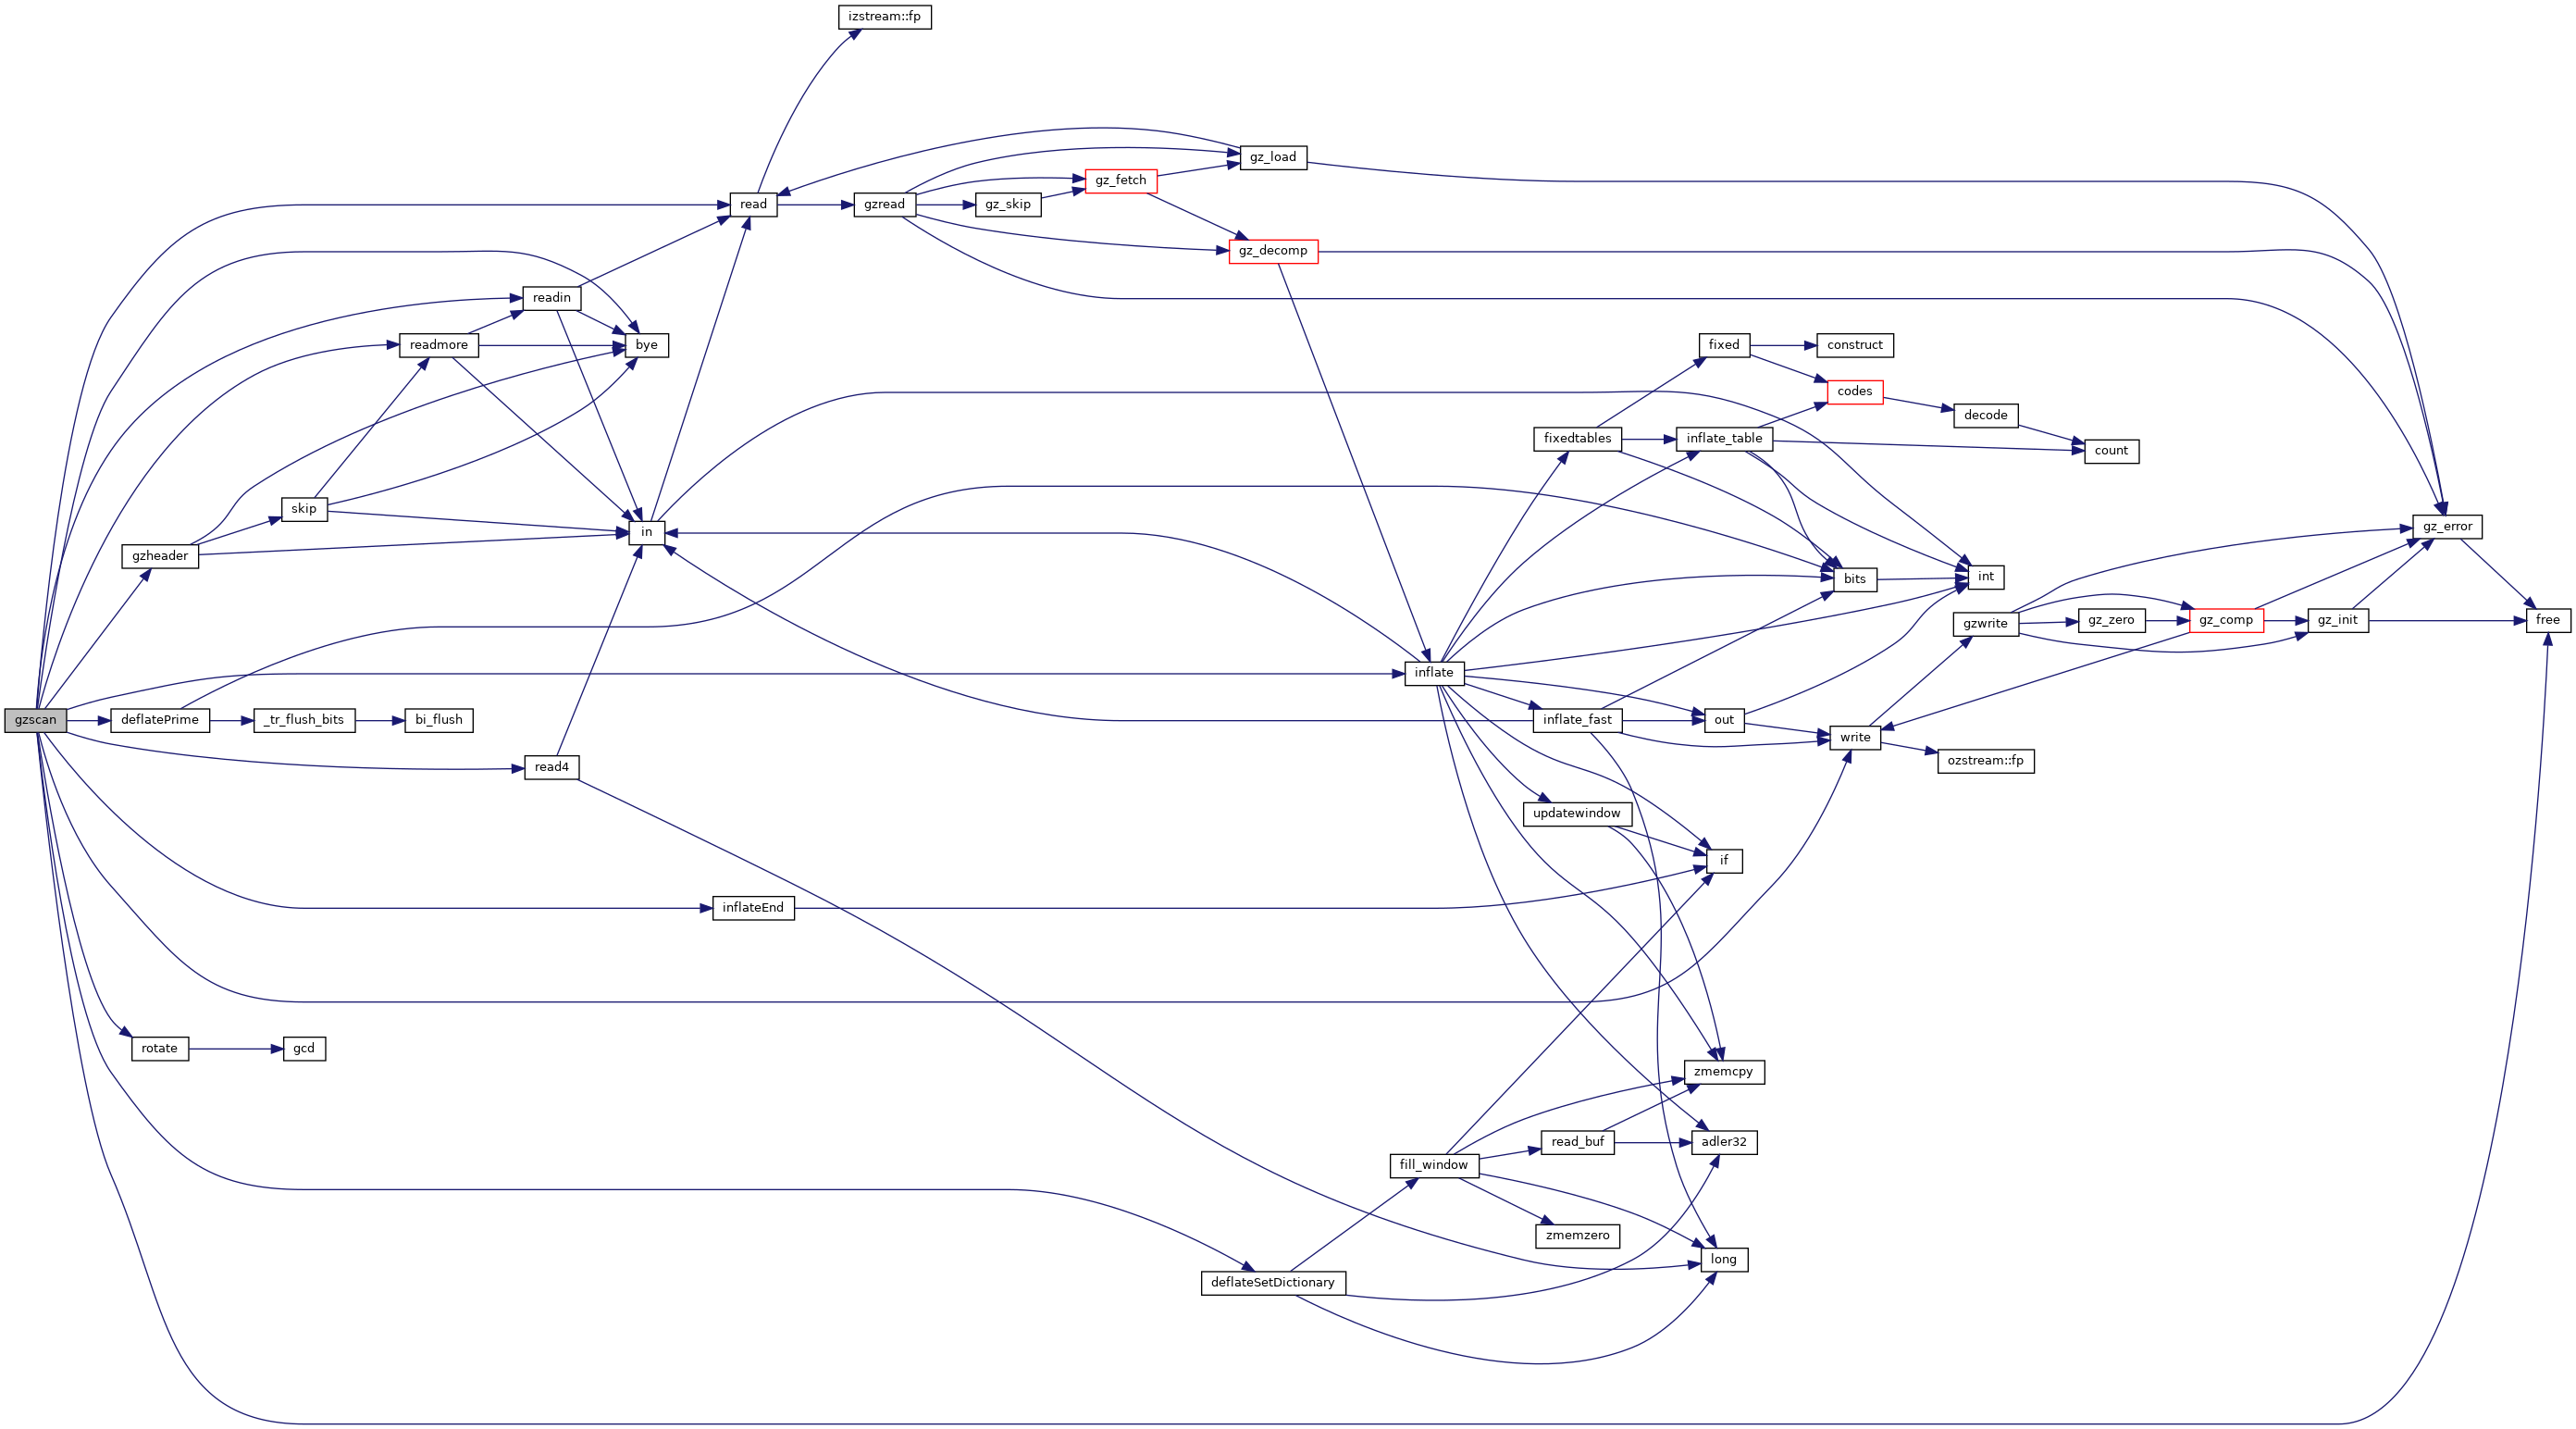 izstream::fp
gz_load
gz_fetch
read
gzread
gz_skip
gz_decomp
readin
readmore
bye
fixed
construct
codes
decode
fixedtables
inflate_table
count
skip
gzheader
in
gz_error
bits
int
gzwrite
gz_zero
gz_comp
gz_init
free
inflate
gzscan
deflatePrime
_tr_flush_bits
bi_flush
inflate_fast
out
write
read4
ozstream::fp
updatewindow
if
inflateEnd
rotate
gcd
zmemcpy
read_buf
adler32
fill_window
zmemzero
long
deflateSetDictionary